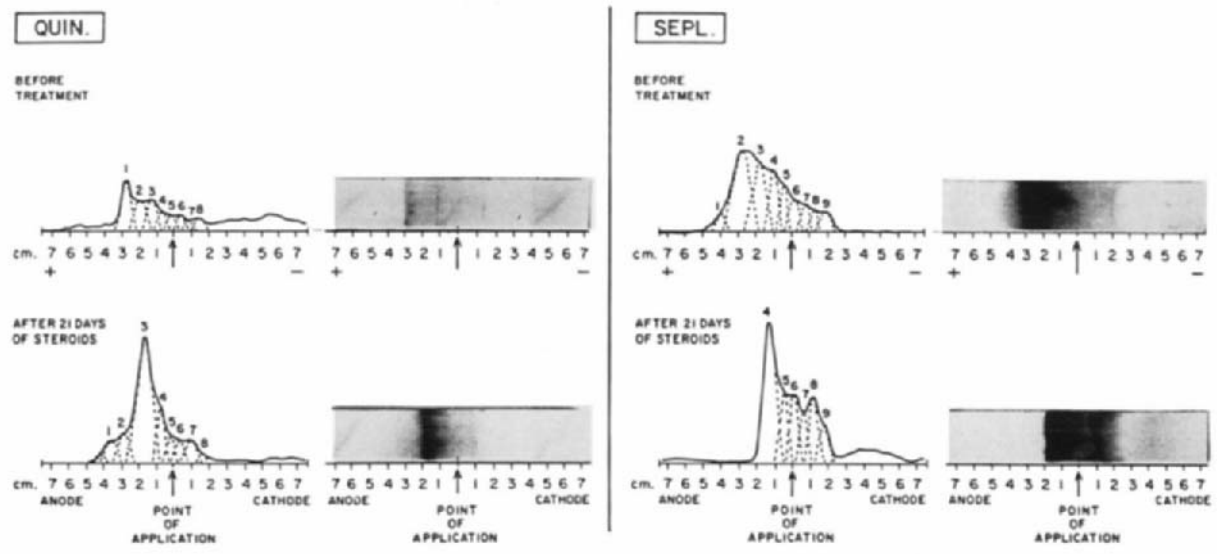 QUIN.
BEFORE
TREATMENT
1 2 3 4 5 6 7 8
cm. 7 6 5 4 3 2 1 1 2 3 4 5 6 7
+ −
7 6 5 4 3 2 1 1 2 3 4 5 6 7
+ −
AFTER 21 DAYS
OF STEROIDS
1 2 3 4 5 6 7 8
cm. 7 6 5 4 3 2 1 1 2 3 4 5 6 7
ANODE CATHODE
POINT
OF
APPLICATION
7 6 5 4 3 2 1 1 2 3 4 5 6 7
ANODE CATHODE
POINT
OF
APPLICATION
SEPL.
BEFORE
TREATMENT
1 2 3 4 5 6 7 8 9
cm. 7 6 5 4 3 2 1 1 2 3 4 5 6 7
+ −
7 6 5 4 3 2 1 1 2 3 4 5 6 7
+ −
AFTER 21 DAYS
OF STEROIDS
4 5 6 7 8 9
cm. 7 6 5 4 3 2 1 1 2 3 4 5 6 7
ANODE CATHODE
POINT
OF
APPLICATION
7 6 5 4 3 2 1 1 2 3 4 5 6 7
ANODE CATHODE
POINT
OF
APPLICATION